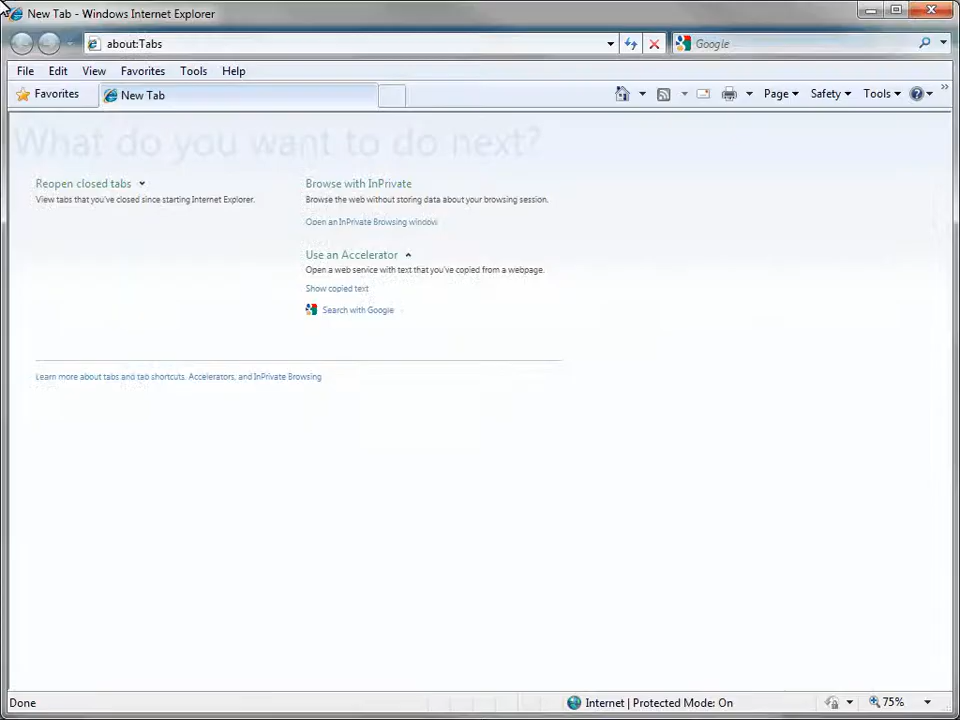 New Tab - Windows Internet Explorer
about:Tabs
Google
File Edit View Favorites Tools Help
Favorites
New Tab
Page Safety Tools
What do you want to do next?
Reopen closed tabs
View tabs that you've closed since starting Internet Explorer.
Browse with InPrivate
Browse the web without storing data about your browsing session.
Open an InPrivate Browsing window
Use an Accelerator
Open a web service with text that you've copied from a webpage.
Show copied text
Search with Google
Learn more about tabs and tab shortcuts, Accelerators, and InPrivate Browsing
Done
Internet | Protected Mode: On
75%